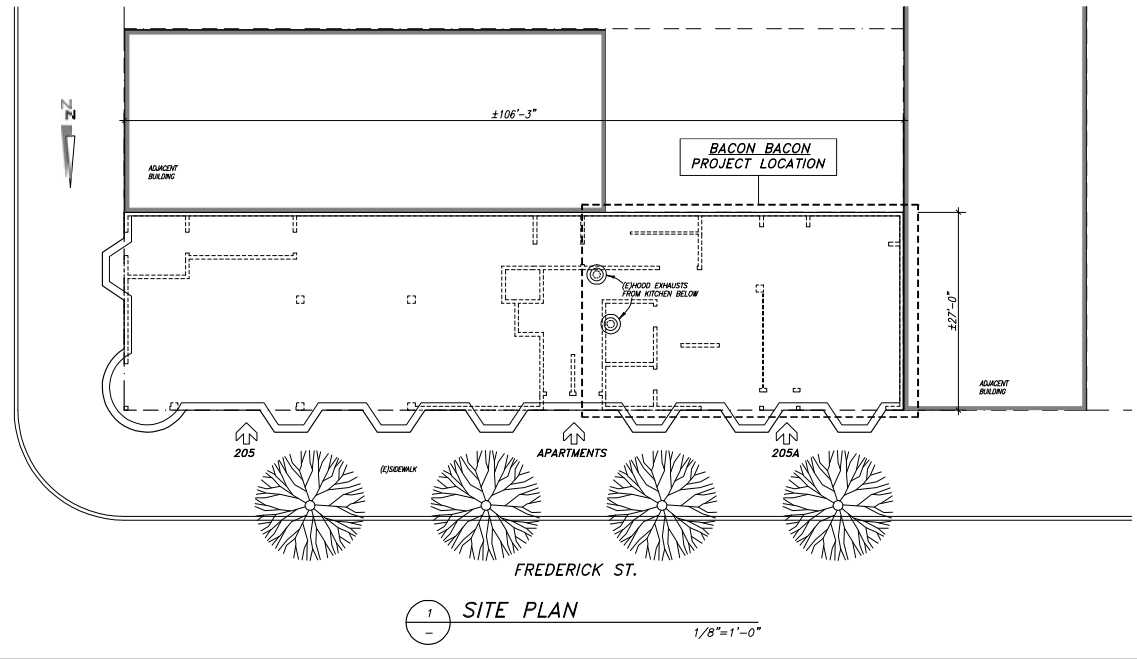 ±106'-3"
N
BACON BACON
PROJECT LOCATION
ADJACENT
BUILDING
(E)HOOD EXHAUSTS
FROM KITCHEN BELOW
±27'-0"
ADJACENT
BUILDING
205
APARTMENTS
205A
(E)SIDEWALK
FREDERICK ST.
1
SITE PLAN
–
1/8"=1'-0"